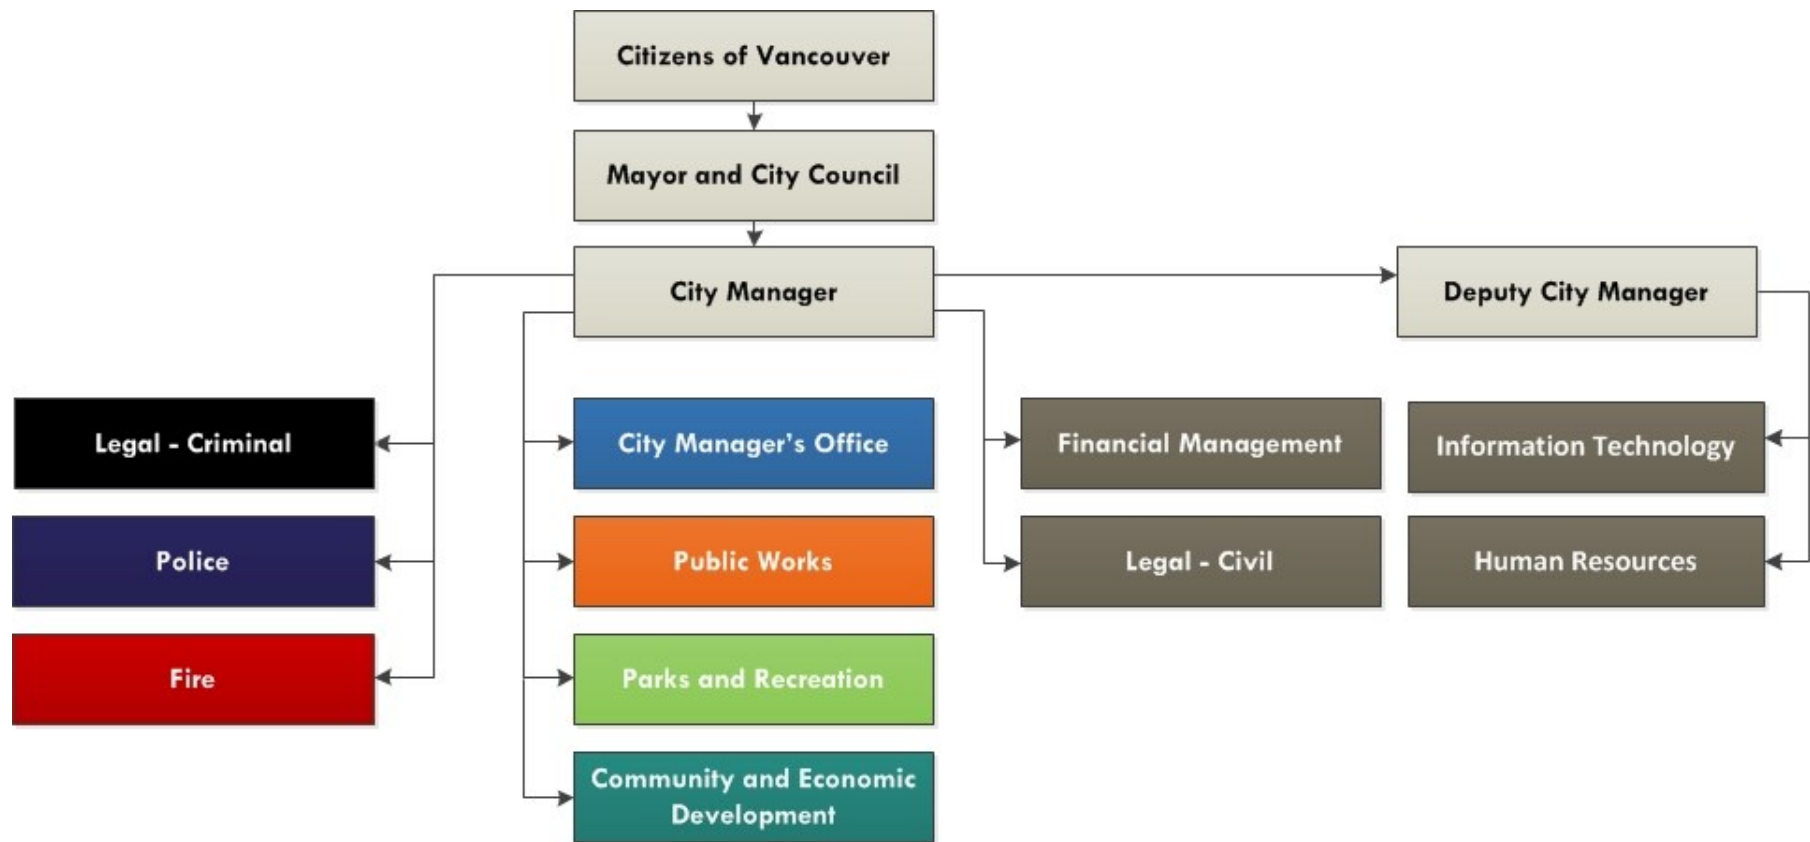 Citizens of Vancouver
Mayor and City Council
City Manager
Deputy City Manager
Legal - Criminal
City Manager's Office
Financial Management
Information Technology
Police
Public Works
Legal - Civil
Human Resources
Fire
Parks and Recreation
Community and Economic
Development